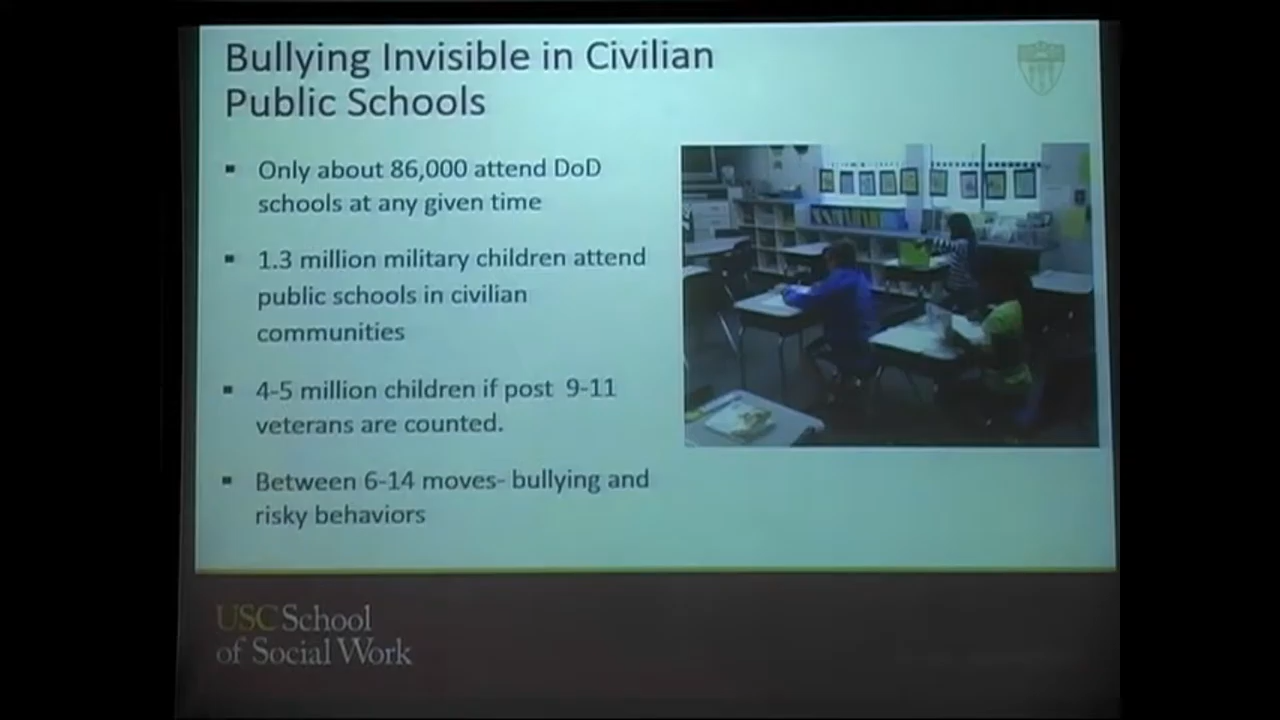 Bullying Invisible in Civilian
Public Schools
▪ Only about 86,000 attend DoD
schools at any given time
▪ 1.3 million military children attend
public schools in civilian
communities
▪ 4-5 million children if post 9-11
veterans are counted.
▪ Between 6-14 moves- bullying and
risky behaviors
USC School
of Social Work